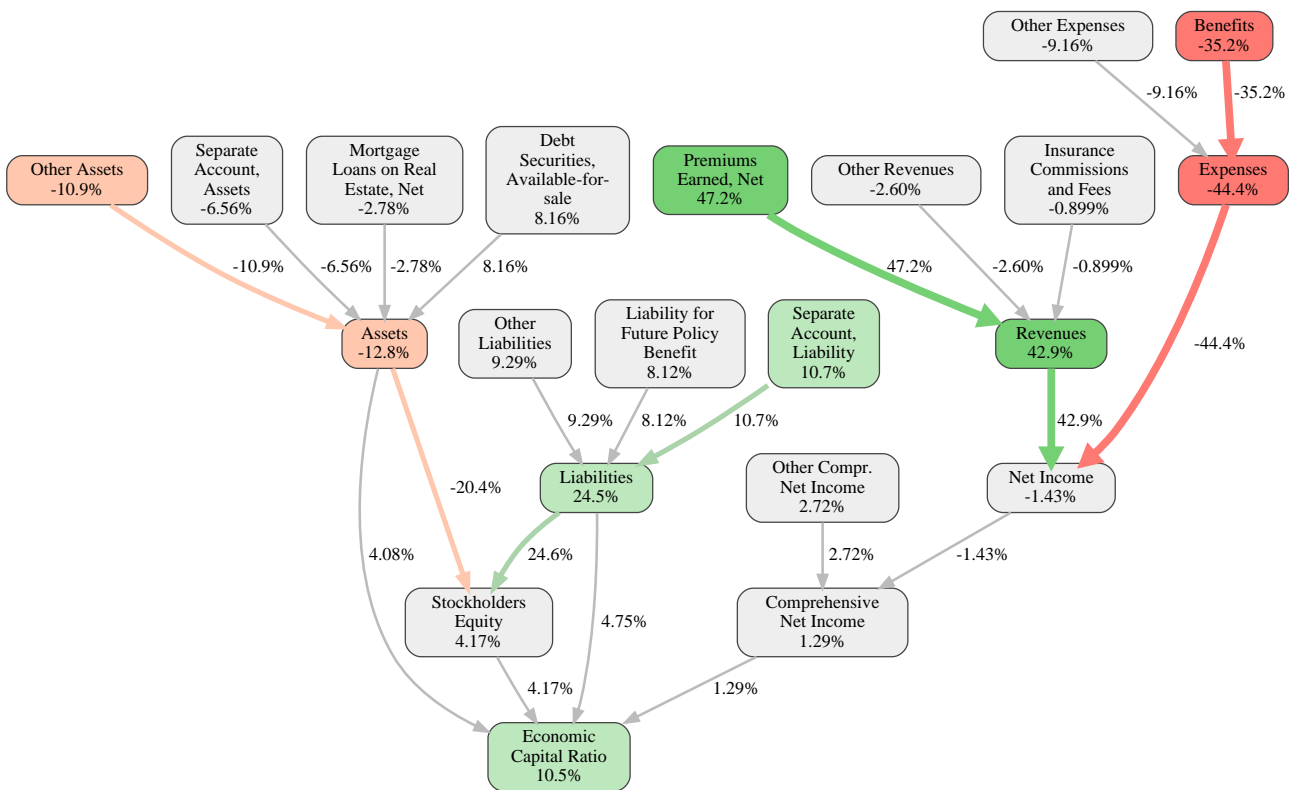 Other Expenses
-9.16%
Benefits
-35.2%
-9.16%
-35.2%
Other Assets
-10.9%
Separate
Account,
Assets
-6.56%
Mortgage
Loans on Real
Estate, Net
-2.78%
Debt
Securities,
Available-for-
sale
8.16%
Premiums
Earned, Net
47.2%
Other Revenues
-2.60%
Insurance
Commissions
and Fees
-0.899%
Expenses
-44.4%
-10.9%
-6.56%
-2.78%
8.16%
47.2%
-2.60%
-0.899%
-44.4%
Assets
-12.8%
Other
Liabilities
9.29%
Liability for
Future Policy
Benefit
8.12%
Separate
Account,
Liability
10.7%
Revenues
42.9%
9.29%
8.12%
10.7%
42.9%
-20.4%
Liabilities
24.5%
Other Compr.
Net Income
2.72%
Net Income
-1.43%
4.08%
24.6%
4.75%
2.72%
-1.43%
Stockholders
Equity
4.17%
Comprehensive
Net Income
1.29%
4.17%
1.29%
Economic
Capital Ratio
10.5%